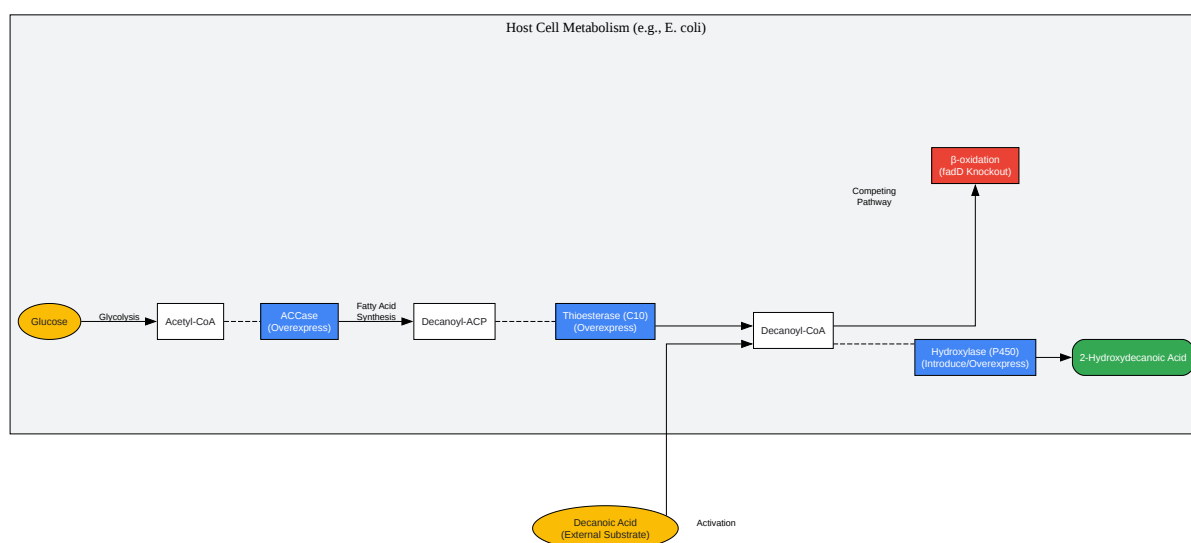 Host Cell Metabolism (e.g., E. coli)
β-oxidation
(fadD Knockout)
Competing
Pathway
Glucose
Glycolysis
Acetyl-CoA
ACCase
(Overexpress)
Fatty Acid
Synthesis
Decanoyl-ACP
Thioesterase (C10)
(Overexpress)
Decanoyl-CoA
Hydroxylase (P450)
(Introduce/Overexpress)
2-Hydroxydecanoic Acid
Decanoic Acid
(External Substrate)
Activation